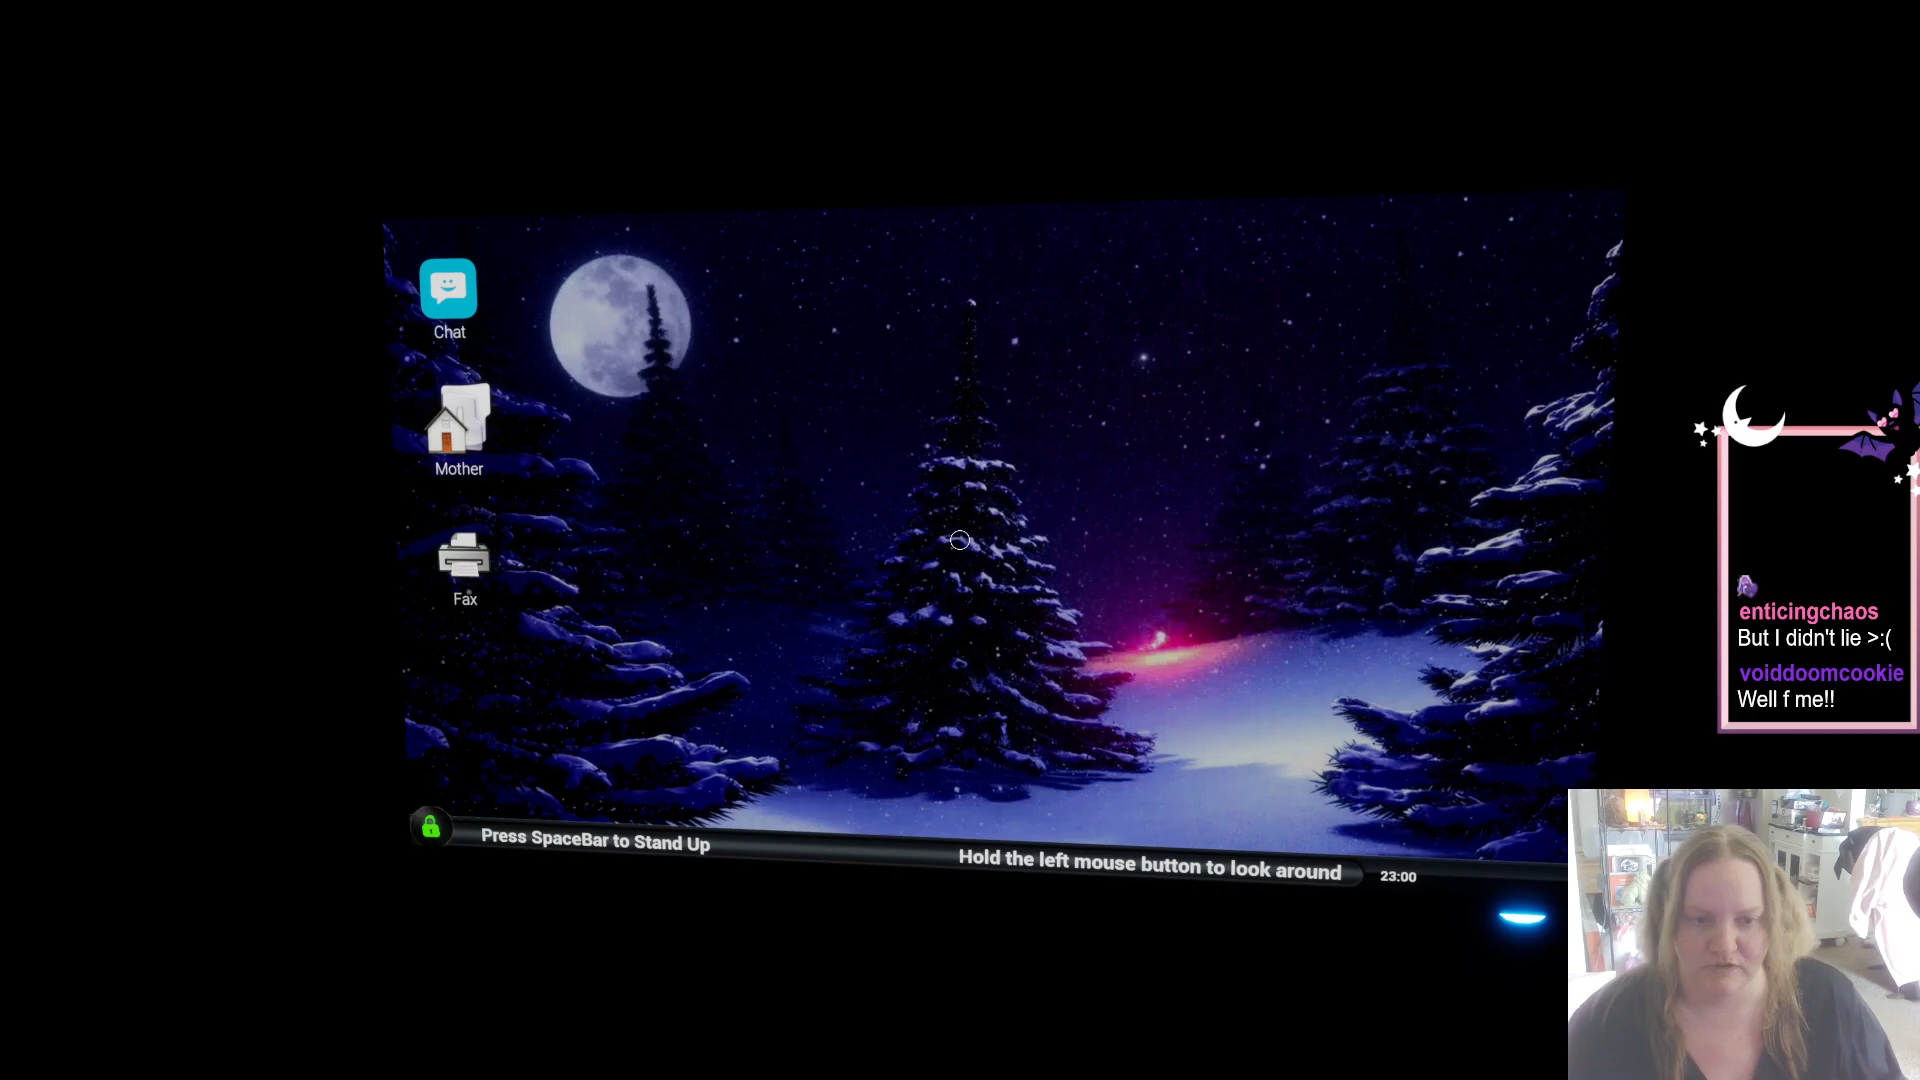 Chat
Mother
Fax
Press SpaceBar to Stand Up
Hold the left mouse button to look around
23:00
enticingchaos
But I didn't lie >:(
voiddoomcookie
Well f me!!